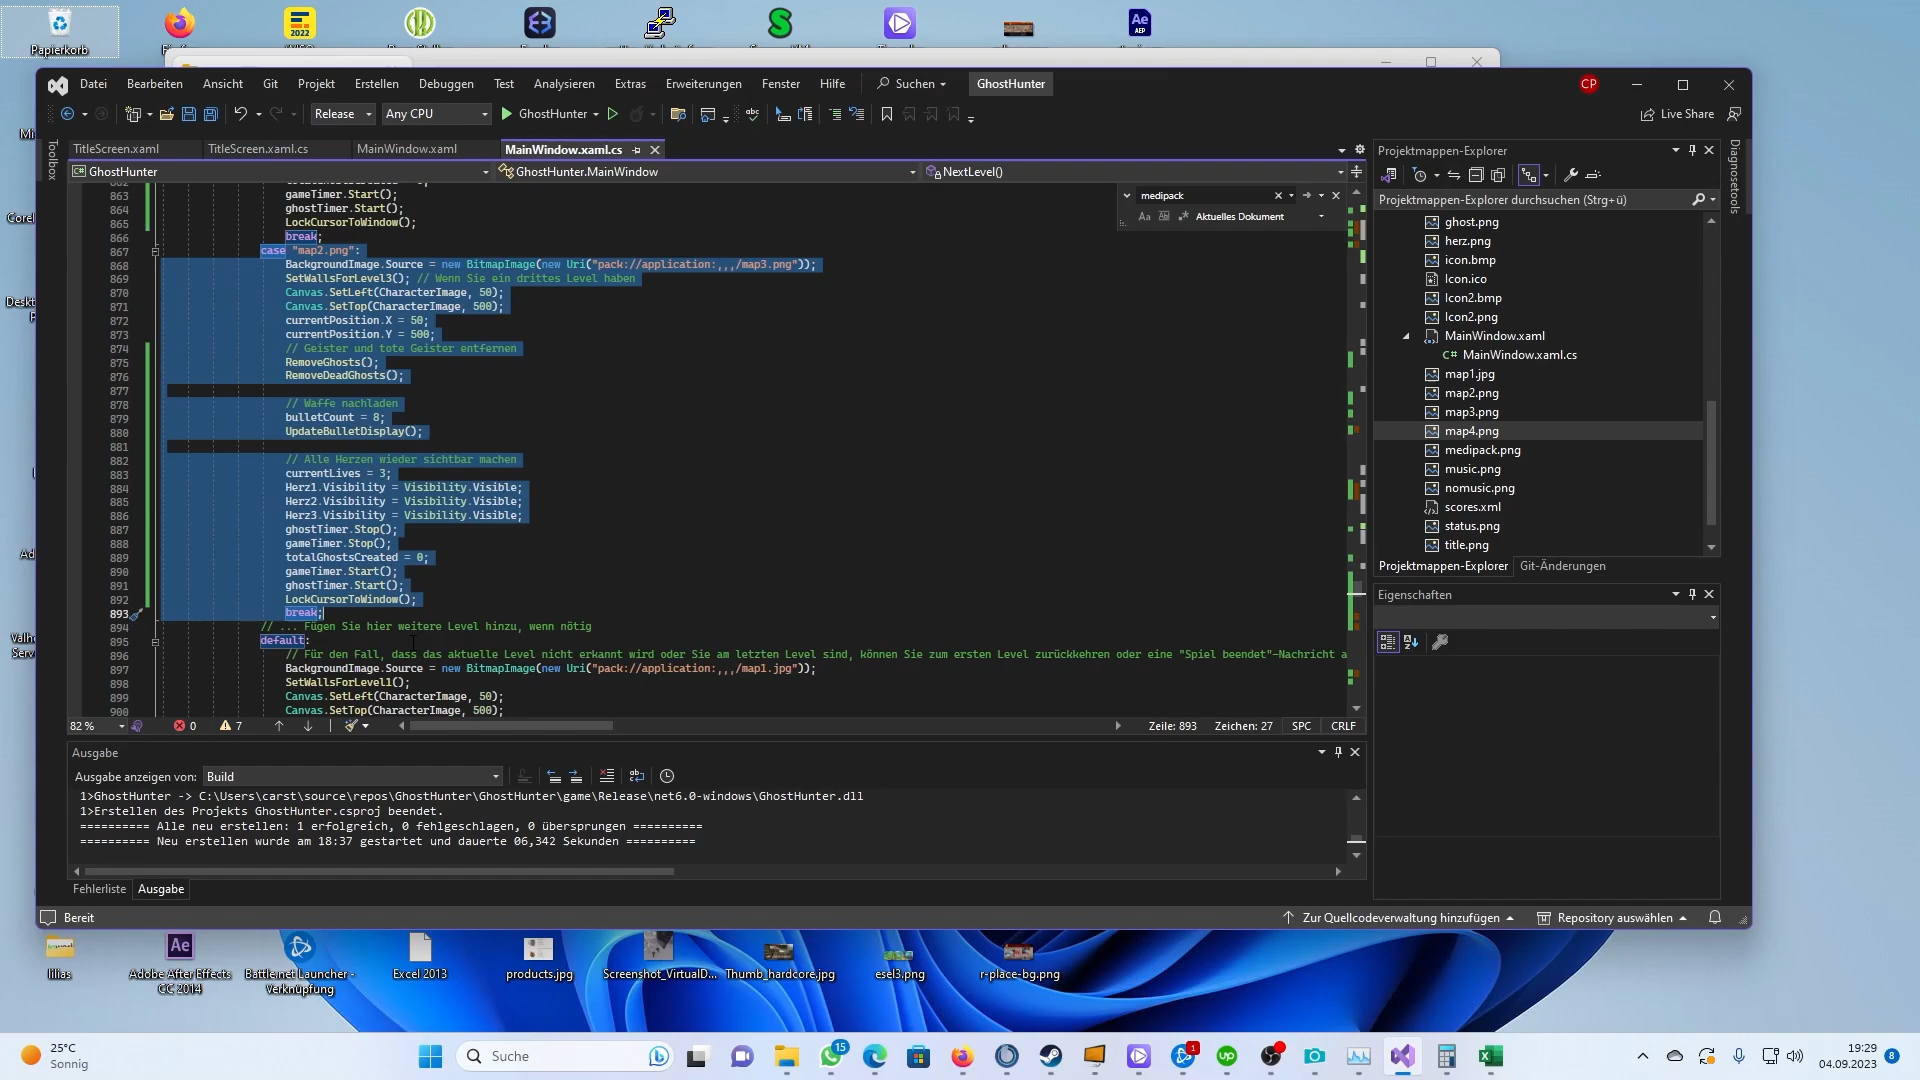 Papierkorb
2022
Ae
AEP
Datei Bearbeiten Ansicht Git Projekt Erstellen Debuggen Test Analysieren Extras Erweiterungen Fenster Hilfe Suchen GhostHunter CP
Release Any CPU GhostHunter Live Share
Toolbox
TitleScreen.xaml TitleScreen.xaml.cs MainWindow.xaml MainWindow.xaml.cs
GhostHunter GhostHunter.MainWindow NextLevel()
medipack
Aa Aktuelles Dokument
863 gameTimer.Start();
864 ghostTimer.Start();
865 LockCursorToWindow();
866 break;
867 case "map2.png":
868 BackgroundImage.Source = new BitmapImage(new Uri("pack://application:,,,/map3.png"));
869 SetWallsForLevel3(); // Wenn Sie ein drittes Level haben
870 Canvas.SetLeft(CharacterImage, 50);
871 Canvas.SetTop(CharacterImage, 500);
872 currentPosition.X = 50;
873 currentPosition.Y = 500;
874 // Geister und tote Geister entfernen
875 RemoveGhosts();
876 RemoveDeadGhosts();
877
878 // Waffe nachladen
879 bulletCount = 8;
880 UpdateBulletDisplay();
881
882 // Alle Herzen wieder sichtbar machen
883 currentLives = 3;
884 Herz1.Visibility = Visibility.Visible;
885 Herz2.Visibility = Visibility.Visible;
886 Herz3.Visibility = Visibility.Visible;
887 ghostTimer.Stop();
888 gameTimer.Stop();
889 totalGhostsCreated = 0;
890 gameTimer.Start();
891 ghostTimer.Start();
892 LockCursorToWindow();
893 break;
894 // ... Fügen Sie hier weitere Level hinzu, wenn nötig
895 default:
896 // Für den Fall, dass das aktuelle Level nicht erkannt wird oder Sie am letzten Level sind, können Sie zum ersten Level zurückkehren oder eine "Spiel beendet"-Nachricht a
897 BackgroundImage.Source = new BitmapImage(new Uri("pack://application:,,,/map1.jpg"));
898 SetWallsForLevel1();
899 Canvas.SetLeft(CharacterImage, 50);
900 Canvas.SetTop(CharacterImage, 500);
82 % 0 7 Zeile: 893 Zeichen: 27 SPC CRLF
Ausgabe
Ausgabe anzeigen von: Build
1>GhostHunter -> C:\Users\carst\source\repos\GhostHunter\GhostHunter\game\Release\net6.0-windows\GhostHunter.dll
1>Erstellen des Projekts GhostHunter.csproj beendet.
========== Alle neu erstellen: 1 erfolgreich, 0 fehlgeschlagen, 0 übersprungen ==========
========== Neu erstellen wurde am 18:37 gestartet und dauerte 06,342 Sekunden ==========
Fehlerliste Ausgabe
Projektmappen-Explorer
Projektmappen-Explorer durchsuchen (Strg+ü)
ghost.png
herz.png
icon.bmp
Icon.ico
Icon2.bmp
Icon2.png
MainWindow.xaml
C# MainWindow.xaml.cs
map1.jpg
map2.png
map3.png
map4.png
medipack.png
music.png
nomusic.png
scores.xml
status.png
title.png
Projektmappen-Explorer Git-Änderungen
Eigenschaften
Diagnosetools
Bereit Zur Quellcodeverwaltung hinzufügen Repository auswählen
lilias
Adobe After Effects CC 2014
Battle.net Launcher - Verknüpfung
Excel 2013
products.jpg
Screenshot_VirtualD...
Thumb_hardcore.jpg
esel3.png
r-place-bg.png
25°C
Sonnig
Suche
15
1
19:29
04.09.2023
8